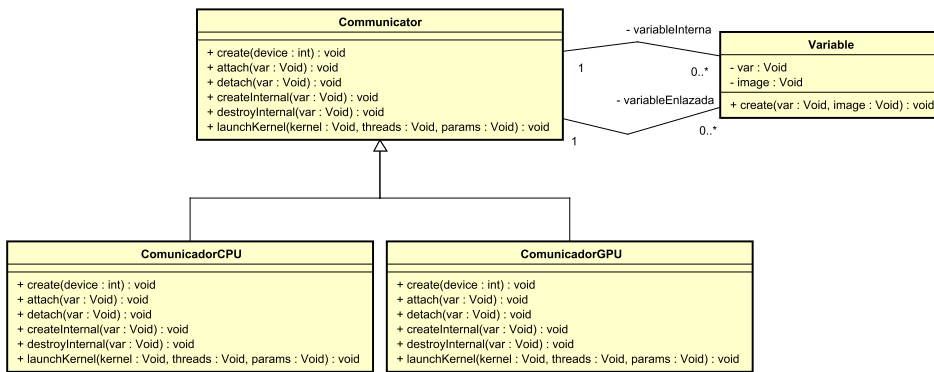 Communicator
+ create(device : int) : void
+ attach(var : Void) : void
+ detach(var : Void) : void
+ createInternal(var : Void) : void
+ destroyInternal(var : Void) : void
+ launchKernel(kernel : Void, threads : Void, params : Void) : void
- variableInterna
1
0..*
- variableEnlazada
1
0..*
Variable
- var : Void
- image : Void
+ create(var : Void, image : Void) : void
ComunicadorCPU
+ create(device : int) : void
+ attach(var : Void) : void
+ detach(var : Void) : void
+ createInternal(var : Void) : void
+ destroyInternal(var : Void) : void
+ launchKernel(kernel : Void, threads : Void, params : Void) : void
ComunicadorGPU
+ create(device : int) : void
+ attach(var : Void) : void
+ detach(var : Void) : void
+ createInternal(var : Void) : void
+ destroyInternal(var : Void) : void
+ launchKernel(kernel : Void, threads : Void, params : Void) : void